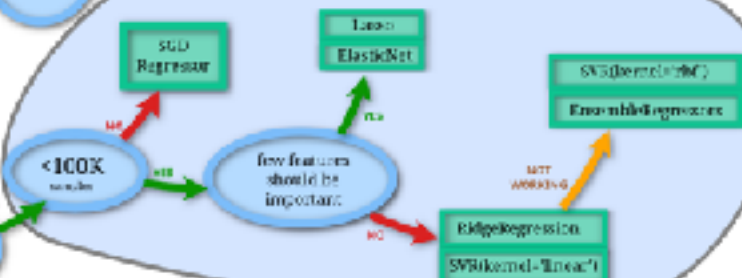 SGD
Regressor
Lasso
ElasticNet
SVR(kernel='rbf')
EnsembleRegressors
NO
YES
<100K
samples
YES
few features
should be
important
NOT
WORKING
NO
RidgeRegression
SVR(kernel='linear')